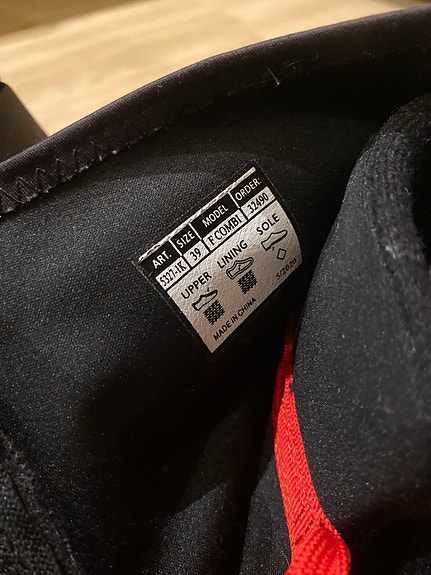 ART. SIZE MODEL ORDER:
5327-1K 39 F COMBI 32490
UPPER LINING SOLE
MADE IN CHINA 5/2020